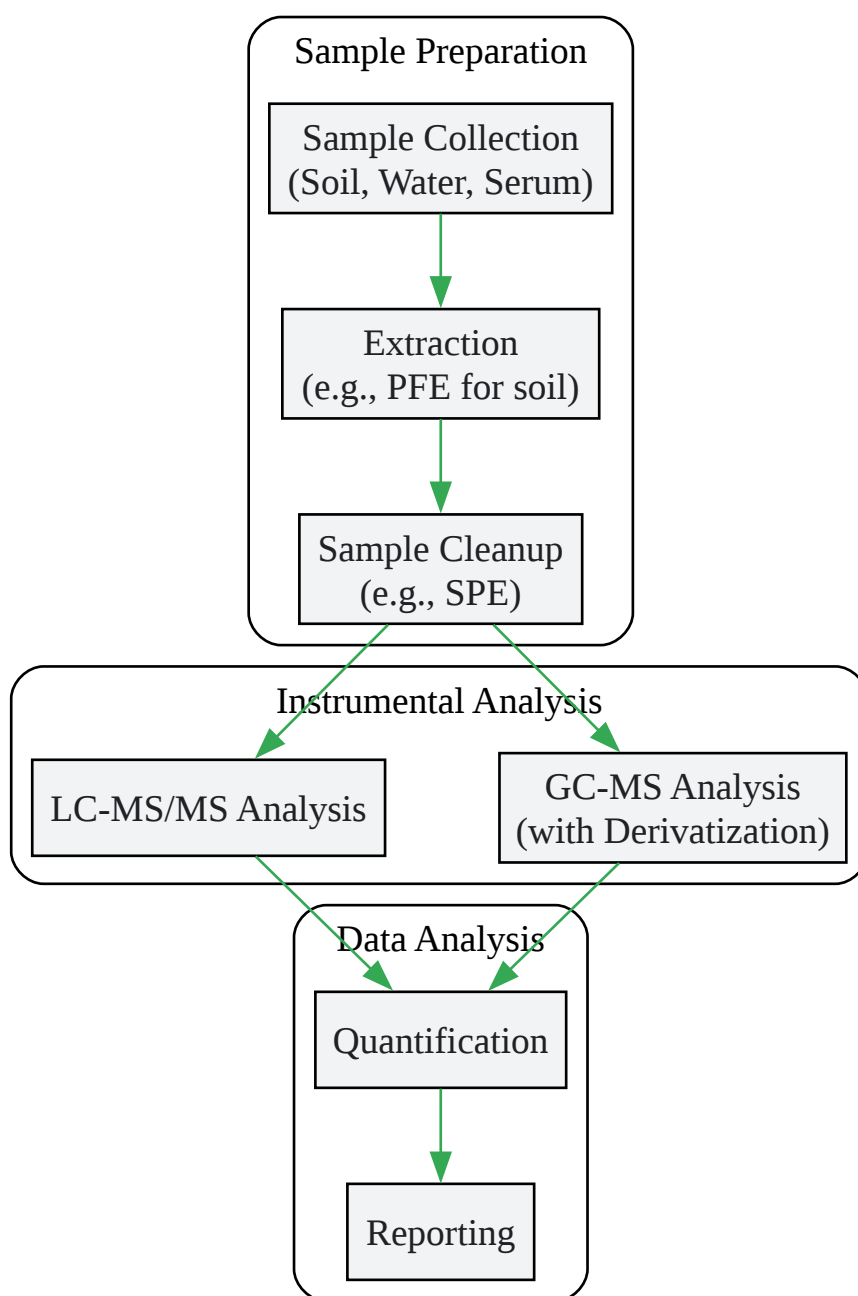 Sample Preparation
Sample Collection
(Soil, Water, Serum)
Extraction
(e.g., PFE for soil)
Sample Cleanup
(e.g., SPE)
Instrumental Analysis
LC-MS/MS Analysis
GC-MS Analysis
(with Derivatization)
Data Analysis
Quantification
Reporting